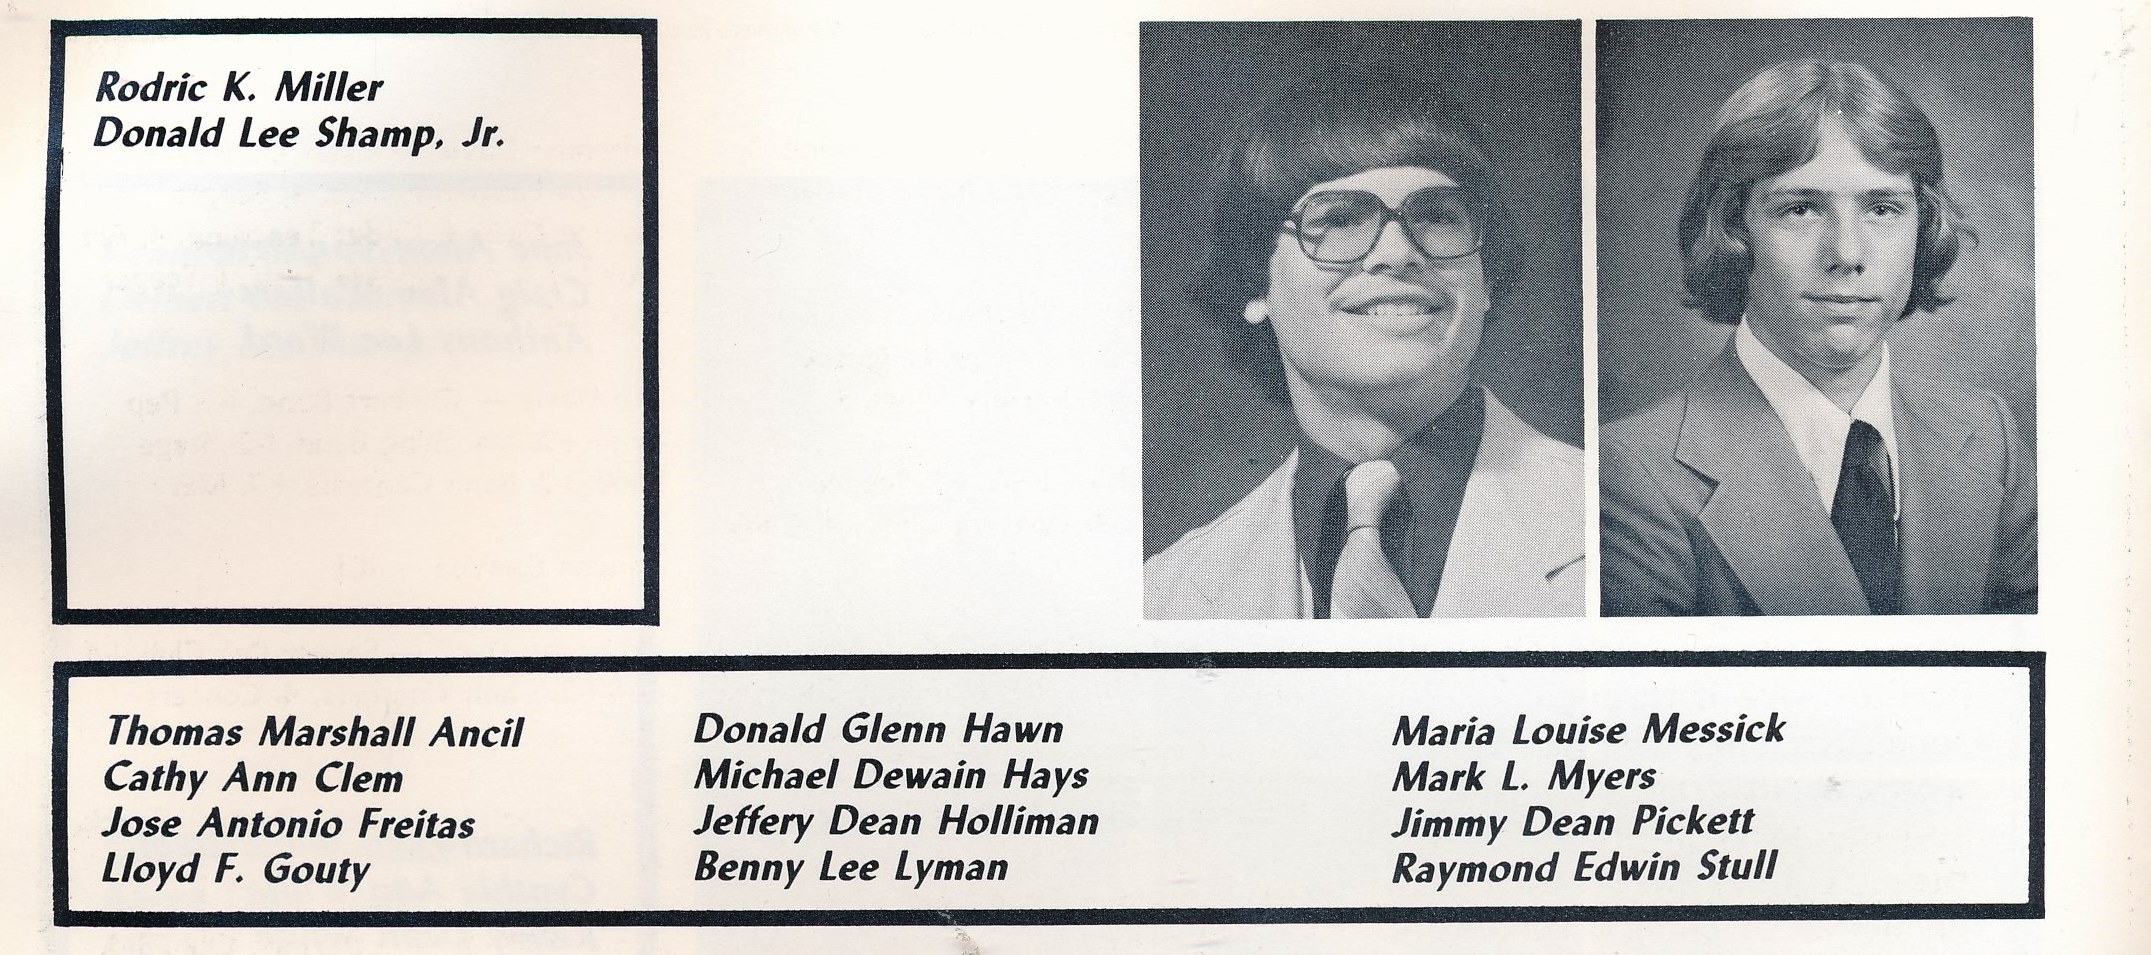 Rodric K. Miller
Donald Lee Shamp, Jr.
Thomas Marshall Ancil
Cathy Ann Clem
Jose Antonio Freitas
Lloyd F. Gouty
Donald Glenn Hawn
Michael Dewain Hays
Jeffery Dean Holliman
Benny Lee Lyman
Maria Louise Messick
Mark L. Myers
Jimmy Dean Pickett
Raymond Edwin Stull